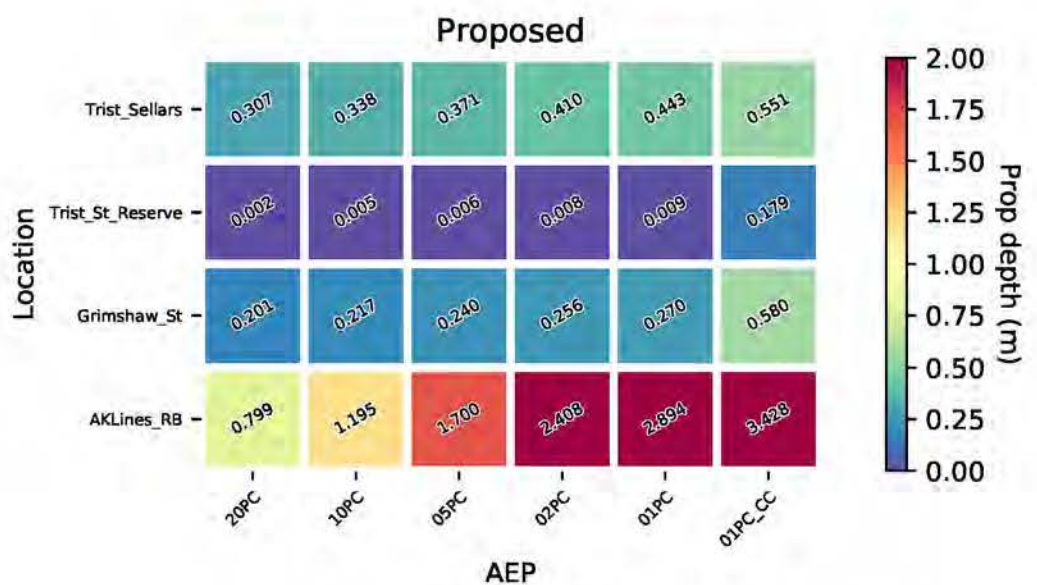 Proposed
Location
Trist_Sellars
0.307 0.338 0.371 0.410 0.443 0.551
Trist_St_Reserve
0.002 0.005 0.006 0.008 0.009 0.179
Grimshaw_St
0.201 0.217 0.240 0.256 0.270 0.580
AKLines_RB
0.799 1.195 1.700 2.408 2.894 3.428
20PC 10PC 05PC 02PC 01PC 01PC_CC
AEP
2.00
1.75
1.50
1.25
1.00
0.75
0.50
0.25
0.00
Prop depth (m)